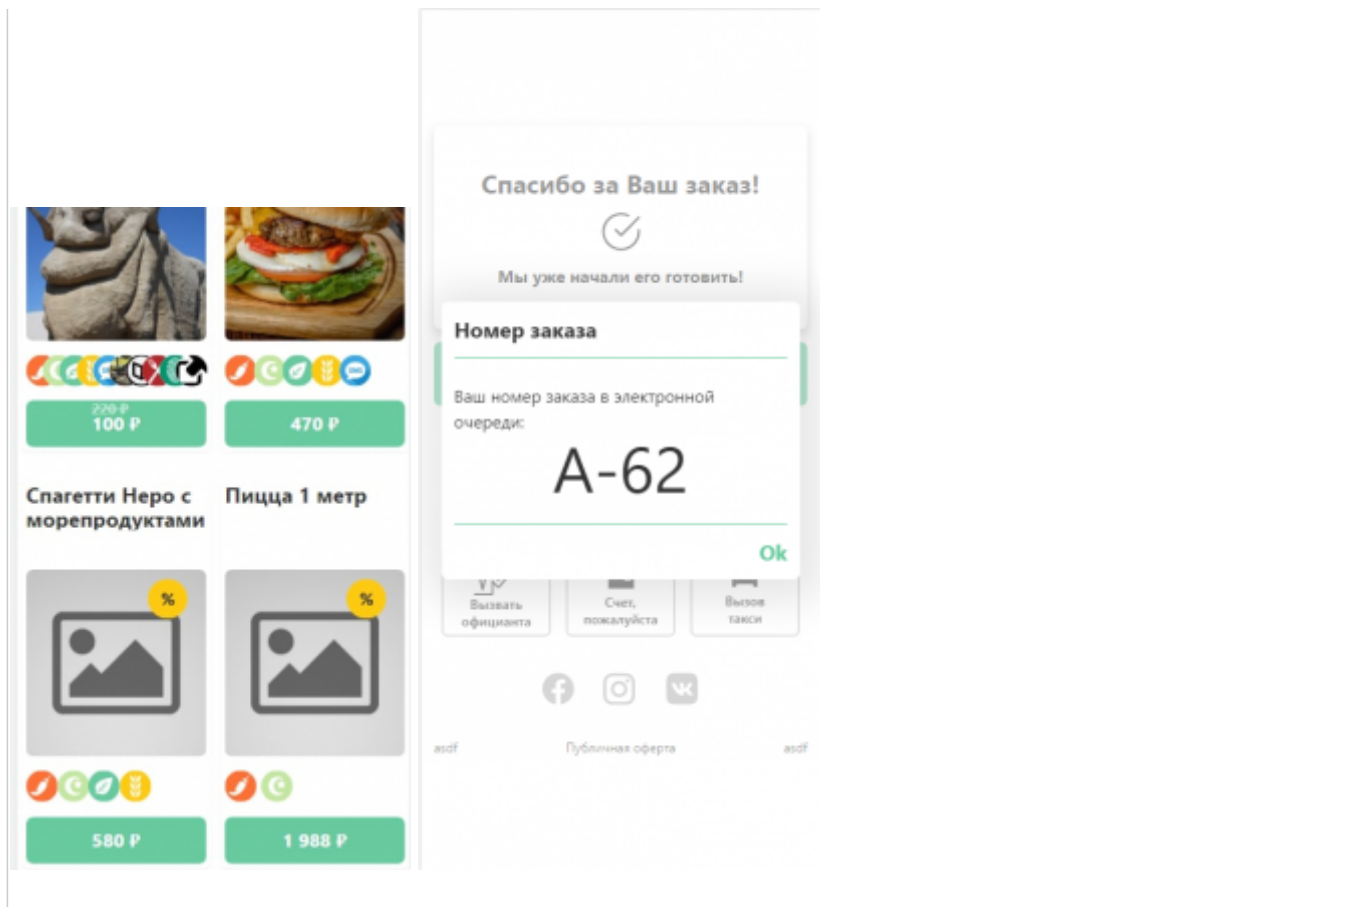 220 ₽
100 ₽
470 ₽
Спагетти Неро с
морепродуктами
Пицца 1 метр
%
%
580 ₽
1 988 ₽
Спасибо за Ваш заказ!
Мы уже начали его готовить!
Номер заказа
Ваш номер заказа в электронной
очереди:
A-62
Ok
Вызвать
официанта
Счет,
пожалуйста
Вызов
такси
asdf
Публичная оферта
asdf